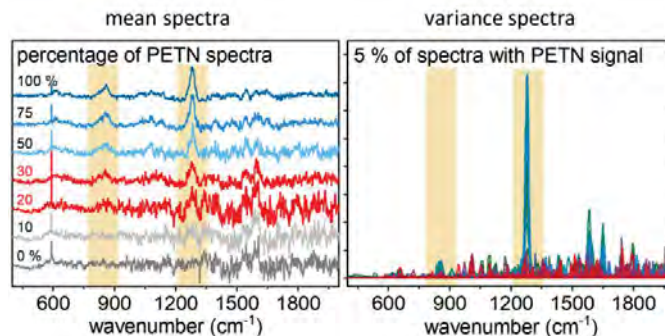 mean spectra
variance spectra
percentage of PETN spectra
100 %
75
50
30
20
10
0 %
600 900 1200 1500 1800
wavenumber (cm⁻¹)
5 % of spectra with PETN signal
600 900 1200 1500 1800
wavenumber (cm⁻¹)